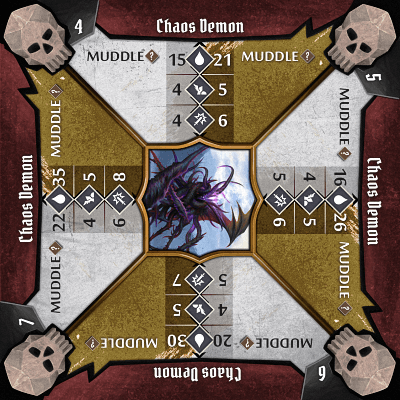 4
Chaos Demon
MUDDLE ? 15 21 MUDDLE ?
4 5
4 6
5
Chaos Demon
MUDDLE ? 16 26 MUDDLE ?
4 5
5 6
6
Chaos Demon
MUDDLE ? 20 30 MUDDLE ?
4 5
5 7
7
Chaos Demon
MUDDLE ? 22 35 MUDDLE ?
4 5
6 8